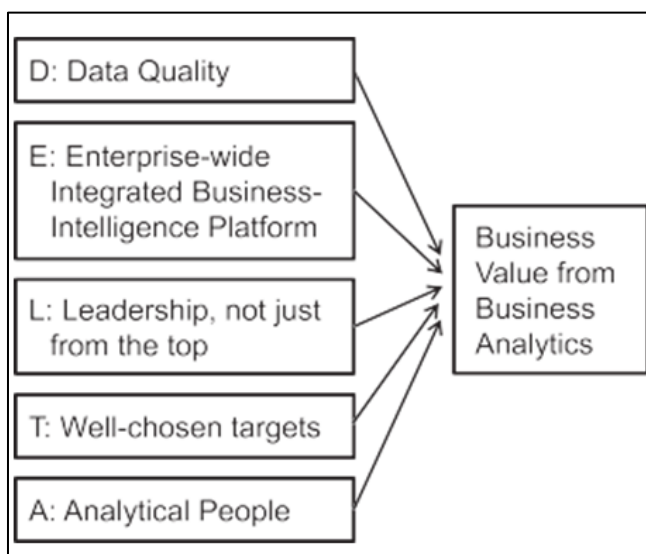 D: Data Quality
E: Enterprise-wide
Integrated Business-
Intelligence Platform
L: Leadership, not just
from the top
T: Well-chosen targets
A: Analytical People
Business
Value from
Business
Analytics